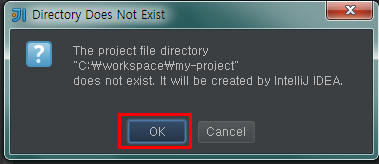 Directory Does Not Exist
The project file directory
"C:₩workspace₩my-project"
does not exist. It will be created by IntelliJ IDEA.
OK
Cancel